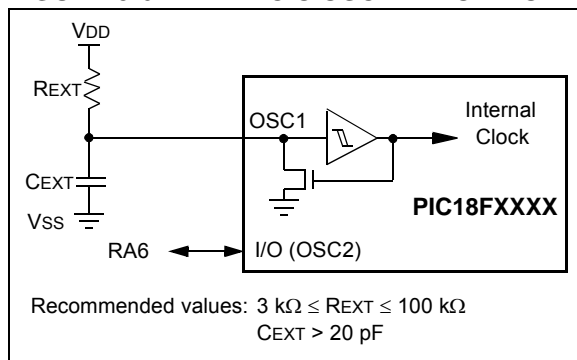 VDD
REXT
OSC1
Internal
Clock
CEXT
PIC18FXXXX
VSS
RA6
I/O (OSC2)
Recommended values: 3 kΩ ≤ REXT ≤ 100 kΩ
CEXT > 20 pF